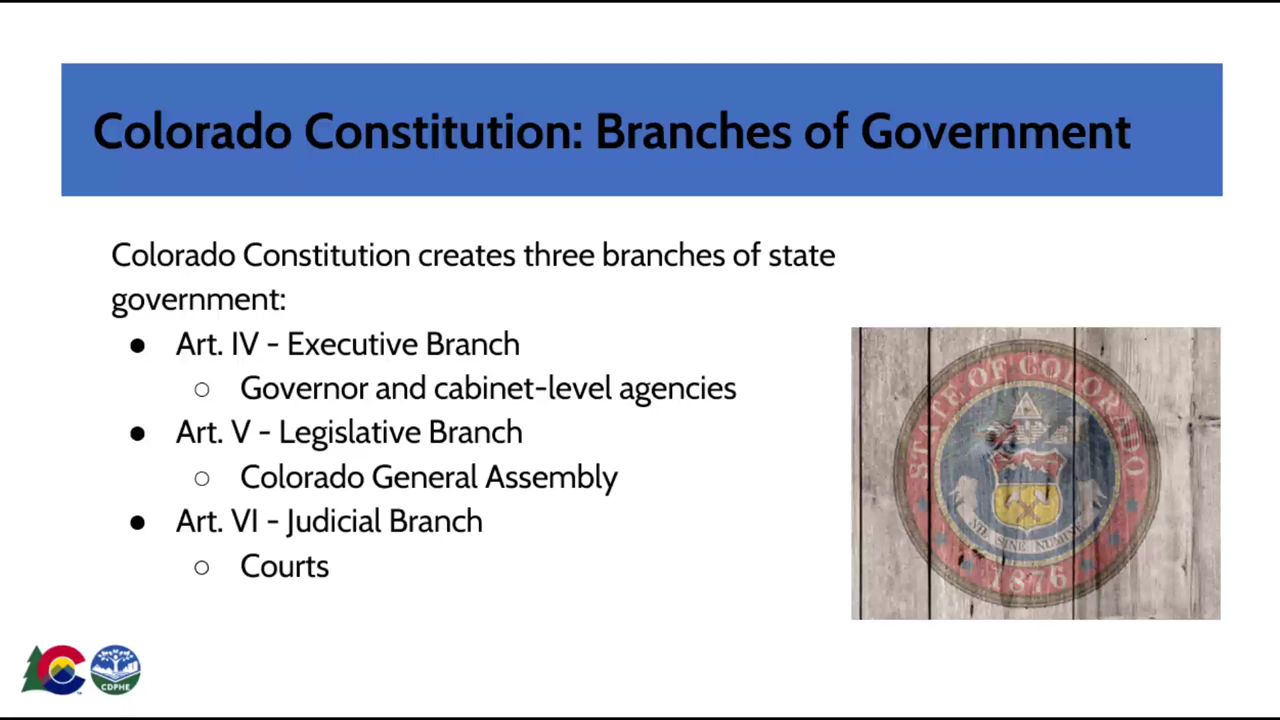 Colorado Constitution: Branches of Government
Colorado Constitution creates three branches of state
government:
● Art. IV - Executive Branch
○ Governor and cabinet-level agencies
● Art. V - Legislative Branch
○ Colorado General Assembly
● Art. VI - Judicial Branch
○ Courts
STATE OF COLORADO
NIL SINE NUMINE
1876
CDPHE